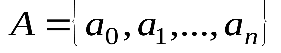 A = {a₀, a₁, ..., aₙ}